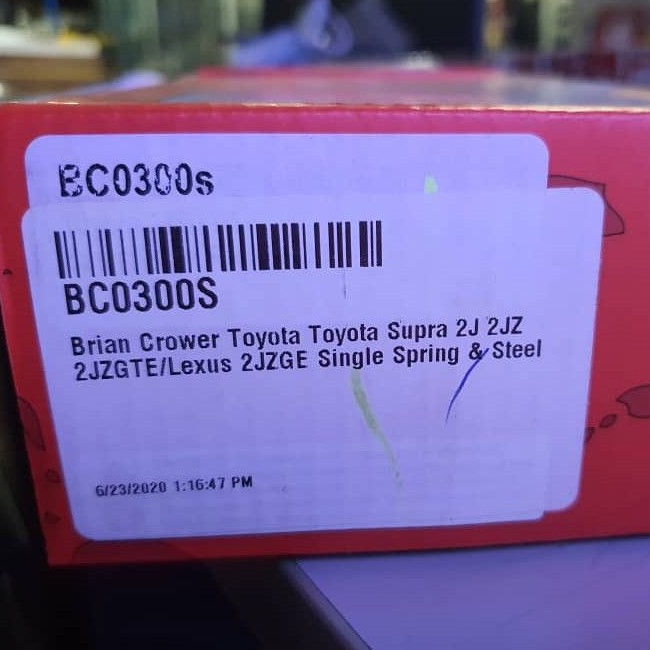 BC0300s
BC0300S
Brian Crower Toyota Toyota Supra 2J 2JZ
2JZGTE/Lexus 2JZGE Single Spring & Steel
6/23/2020 1:16:47 PM